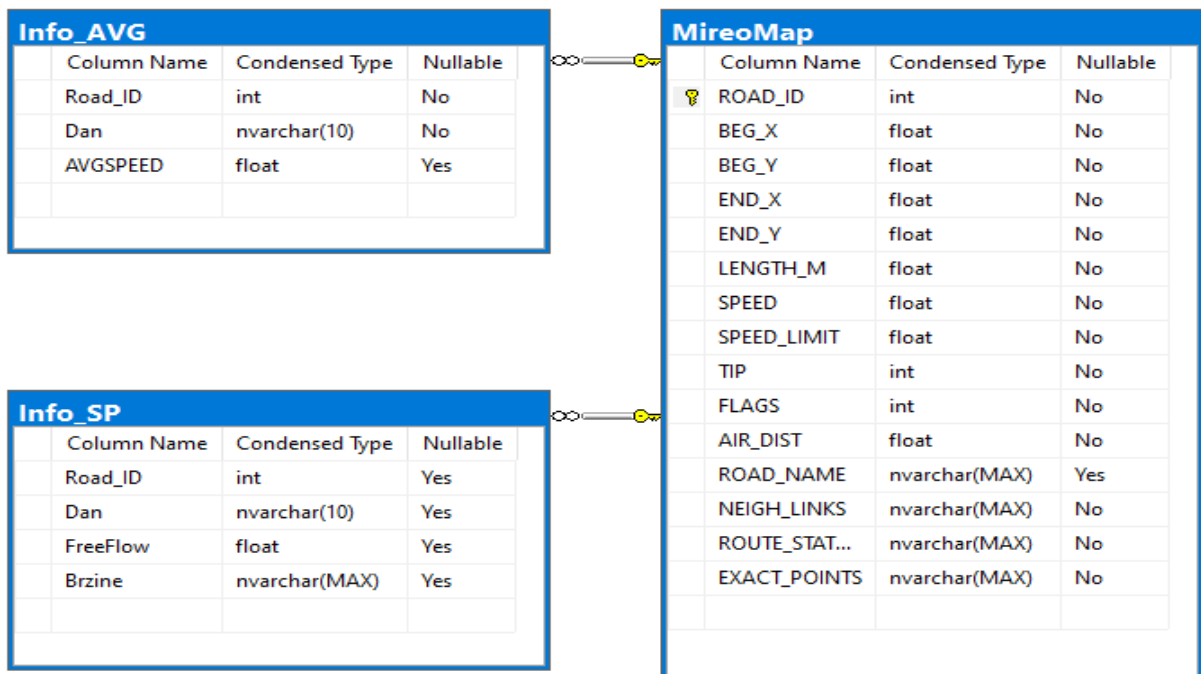 Info_AVG
Column Name Condensed Type Nullable
Road_ID int No
Dan nvarchar(10) No
AVGSPEED float Yes
Info_SP
Column Name Condensed Type Nullable
Road_ID int Yes
Dan nvarchar(10) Yes
FreeFlow float Yes
Brzine nvarchar(MAX) Yes
MireoMap
Column Name Condensed Type Nullable
ROAD_ID int No
BEG_X float No
BEG_Y float No
END_X float No
END_Y float No
LENGTH_M float No
SPEED float No
SPEED_LIMIT float No
TIP int No
FLAGS int No
AIR_DIST float No
ROAD_NAME nvarchar(MAX) Yes
NEIGH_LINKS nvarchar(MAX) No
ROUTE_STAT... nvarchar(MAX) No
EXACT_POINTS nvarchar(MAX) No